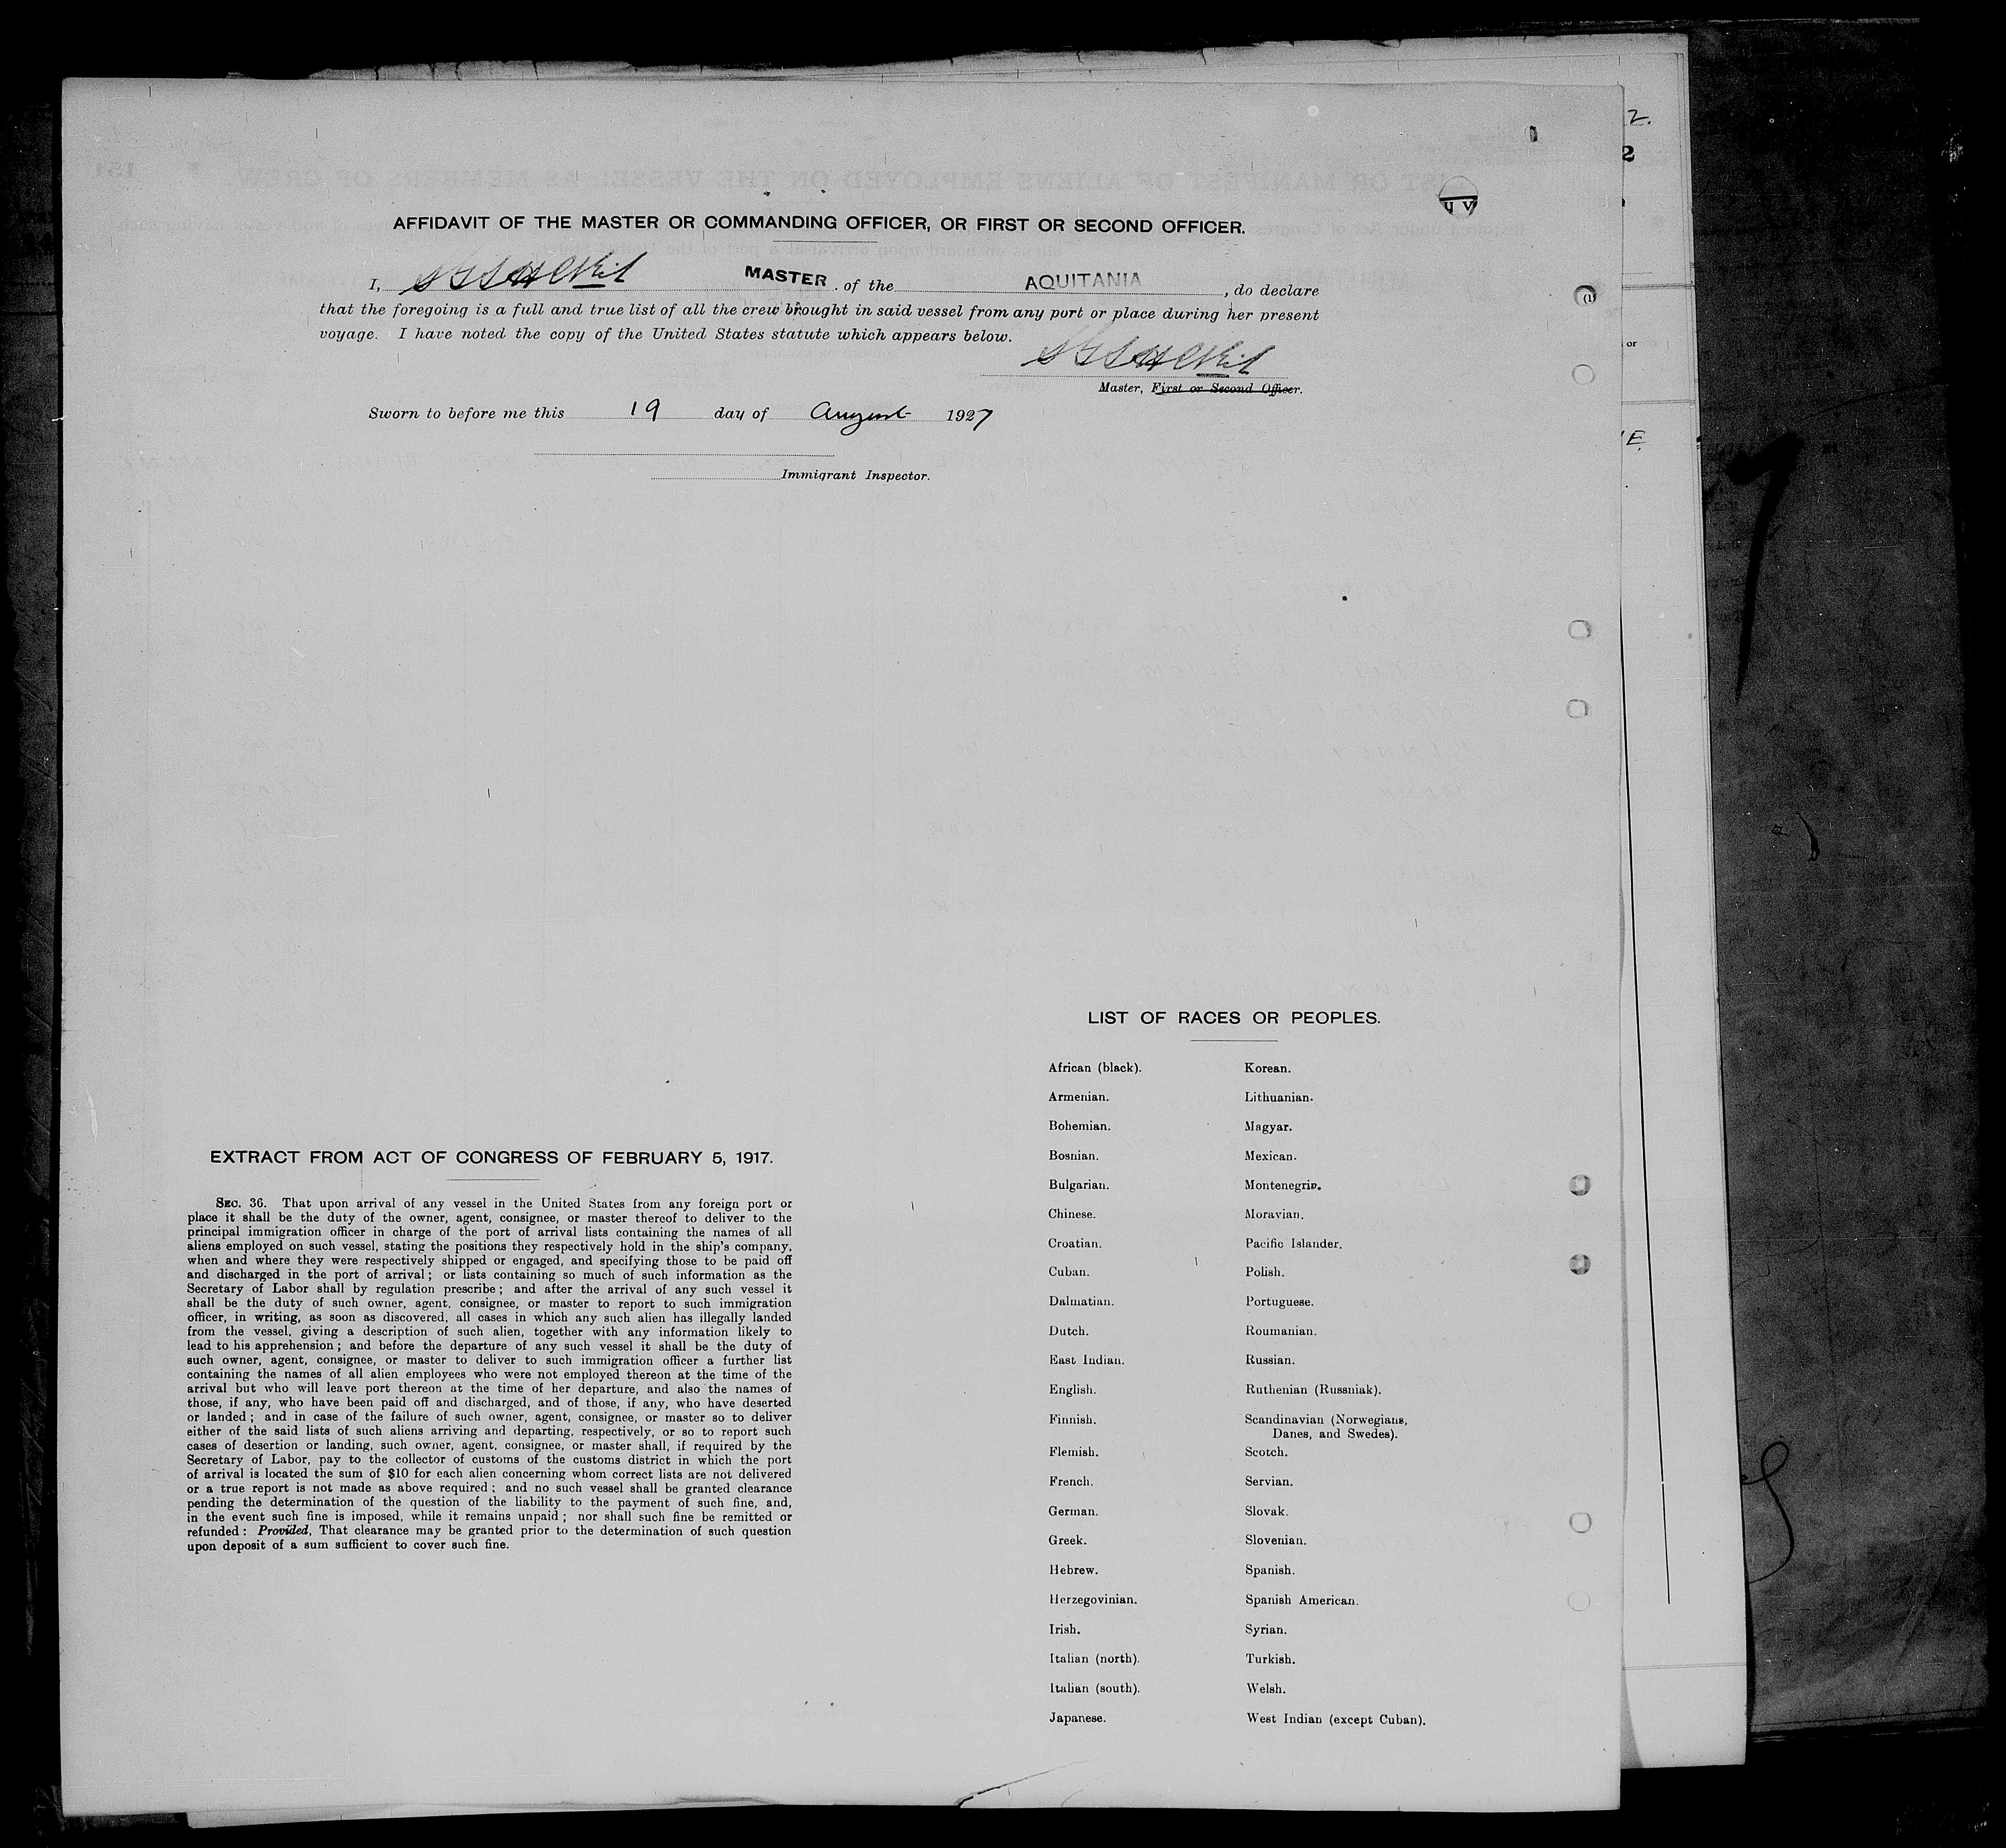 AFFIDAVIT OF THE MASTER OR COMMANDING OFFICER, OR FIRST OR SECOND OFFICER.
I, MASTER of the AQUITANIA, do declare
that the foregoing is a full and true list of all the crew brought in said vessel from any port or place during her present
voyage. I have noted the copy of the United States statute which appears below.
Master, First or Second Officer.
Sworn to before me this 19 day of August 1927
Immigrant Inspector.
EXTRACT FROM ACT OF CONGRESS OF FEBRUARY 5, 1917.
SEC. 36. That upon arrival of any vessel in the United States from any foreign port or
place it shall be the duty of the owner, agent, consignee, or master thereof to deliver to the
principal immigration officer in charge of the port of arrival lists containing the names of all
aliens employed on such vessel, stating the positions they respectively hold in the ship's company,
when and where they were respectively shipped or engaged, and specifying those to be paid off
and discharged in the port of arrival; or lists containing so much of such information as the
Secretary of Labor shall by regulation prescribe; and after the arrival of any such vessel it
shall be the duty of such owner, agent, consignee, or master to report to such immigration
officer, in writing, as soon as discovered, all cases in which any such alien has illegally landed
from the vessel, giving a description of such alien, together with any information likely to
lead to his apprehension; and before the departure of any such vessel it shall be the duty of
such owner, agent, consignee, or master to deliver to such immigration officer a further list
containing the names of all alien employees who were not employed thereon at the time of the
arrival but who will leave port thereon at the time of her departure, and also the names of
those, if any, who have been paid off and discharged, and of those, if any, who have deserted
or landed; and in case of the failure of such owner, agent, consignee, or master so to deliver
either of the said lists of such aliens arriving and departing, respectively, or so to report such
cases of desertion or landing, such owner, agent, consignee, or master shall, if required by the
Secretary of Labor, pay to the collector of customs of the customs district in which the port
of arrival is located the sum of $10 for each alien concerning whom correct lists are not delivered
or a true report is not made as above required; and no such vessel shall be granted clearance
pending the determination of the question of the liability to the payment of such fine, and,
in the event such fine is imposed, while it remains unpaid; nor shall such fine be remitted or
refunded: Provided, That clearance may be granted prior to the determination of such question
upon deposit of a sum sufficient to cover such fine.
LIST OF RACES OR PEOPLES.
African (black).
Armenian.
Bohemian.
Bosnian.
Bulgarian.
Chinese.
Croatian.
Cuban.
Dalmatian.
Dutch.
East Indian.
English.
Finnish.
Flemish.
French.
German.
Greek.
Hebrew.
Herzegovinian.
Irish.
Italian (north).
Italian (south).
Japanese.
Korean.
Lithuanian.
Magyar.
Mexican.
Montenegrin.
Moravian.
Pacific Islander.
Polish.
Portuguese.
Roumanian.
Russian.
Ruthenian (Russniak).
Scandinavian (Norwegians,
Danes, and Swedes).
Scotch.
Servian.
Slovak.
Slovenian.
Spanish.
Spanish American.
Syrian.
Turkish.
Welsh.
West Indian (except Cuban).